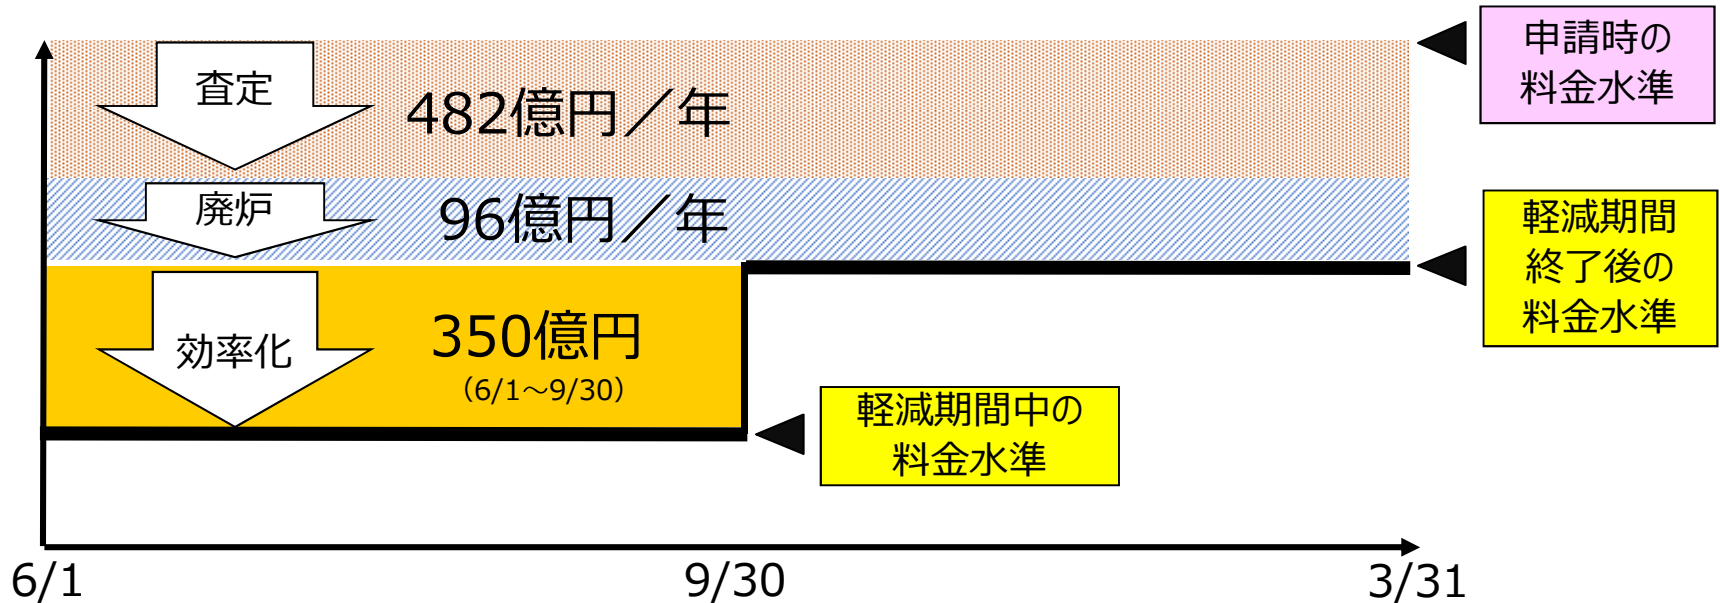 申請時の
料金水準
査定
482億円／年
廃炉
96億円／年
軽減期間
終了後の
料金水準
効率化
350億円
（6/1～9/30）
軽減期間中の
料金水準
6/1
9/30
3/31